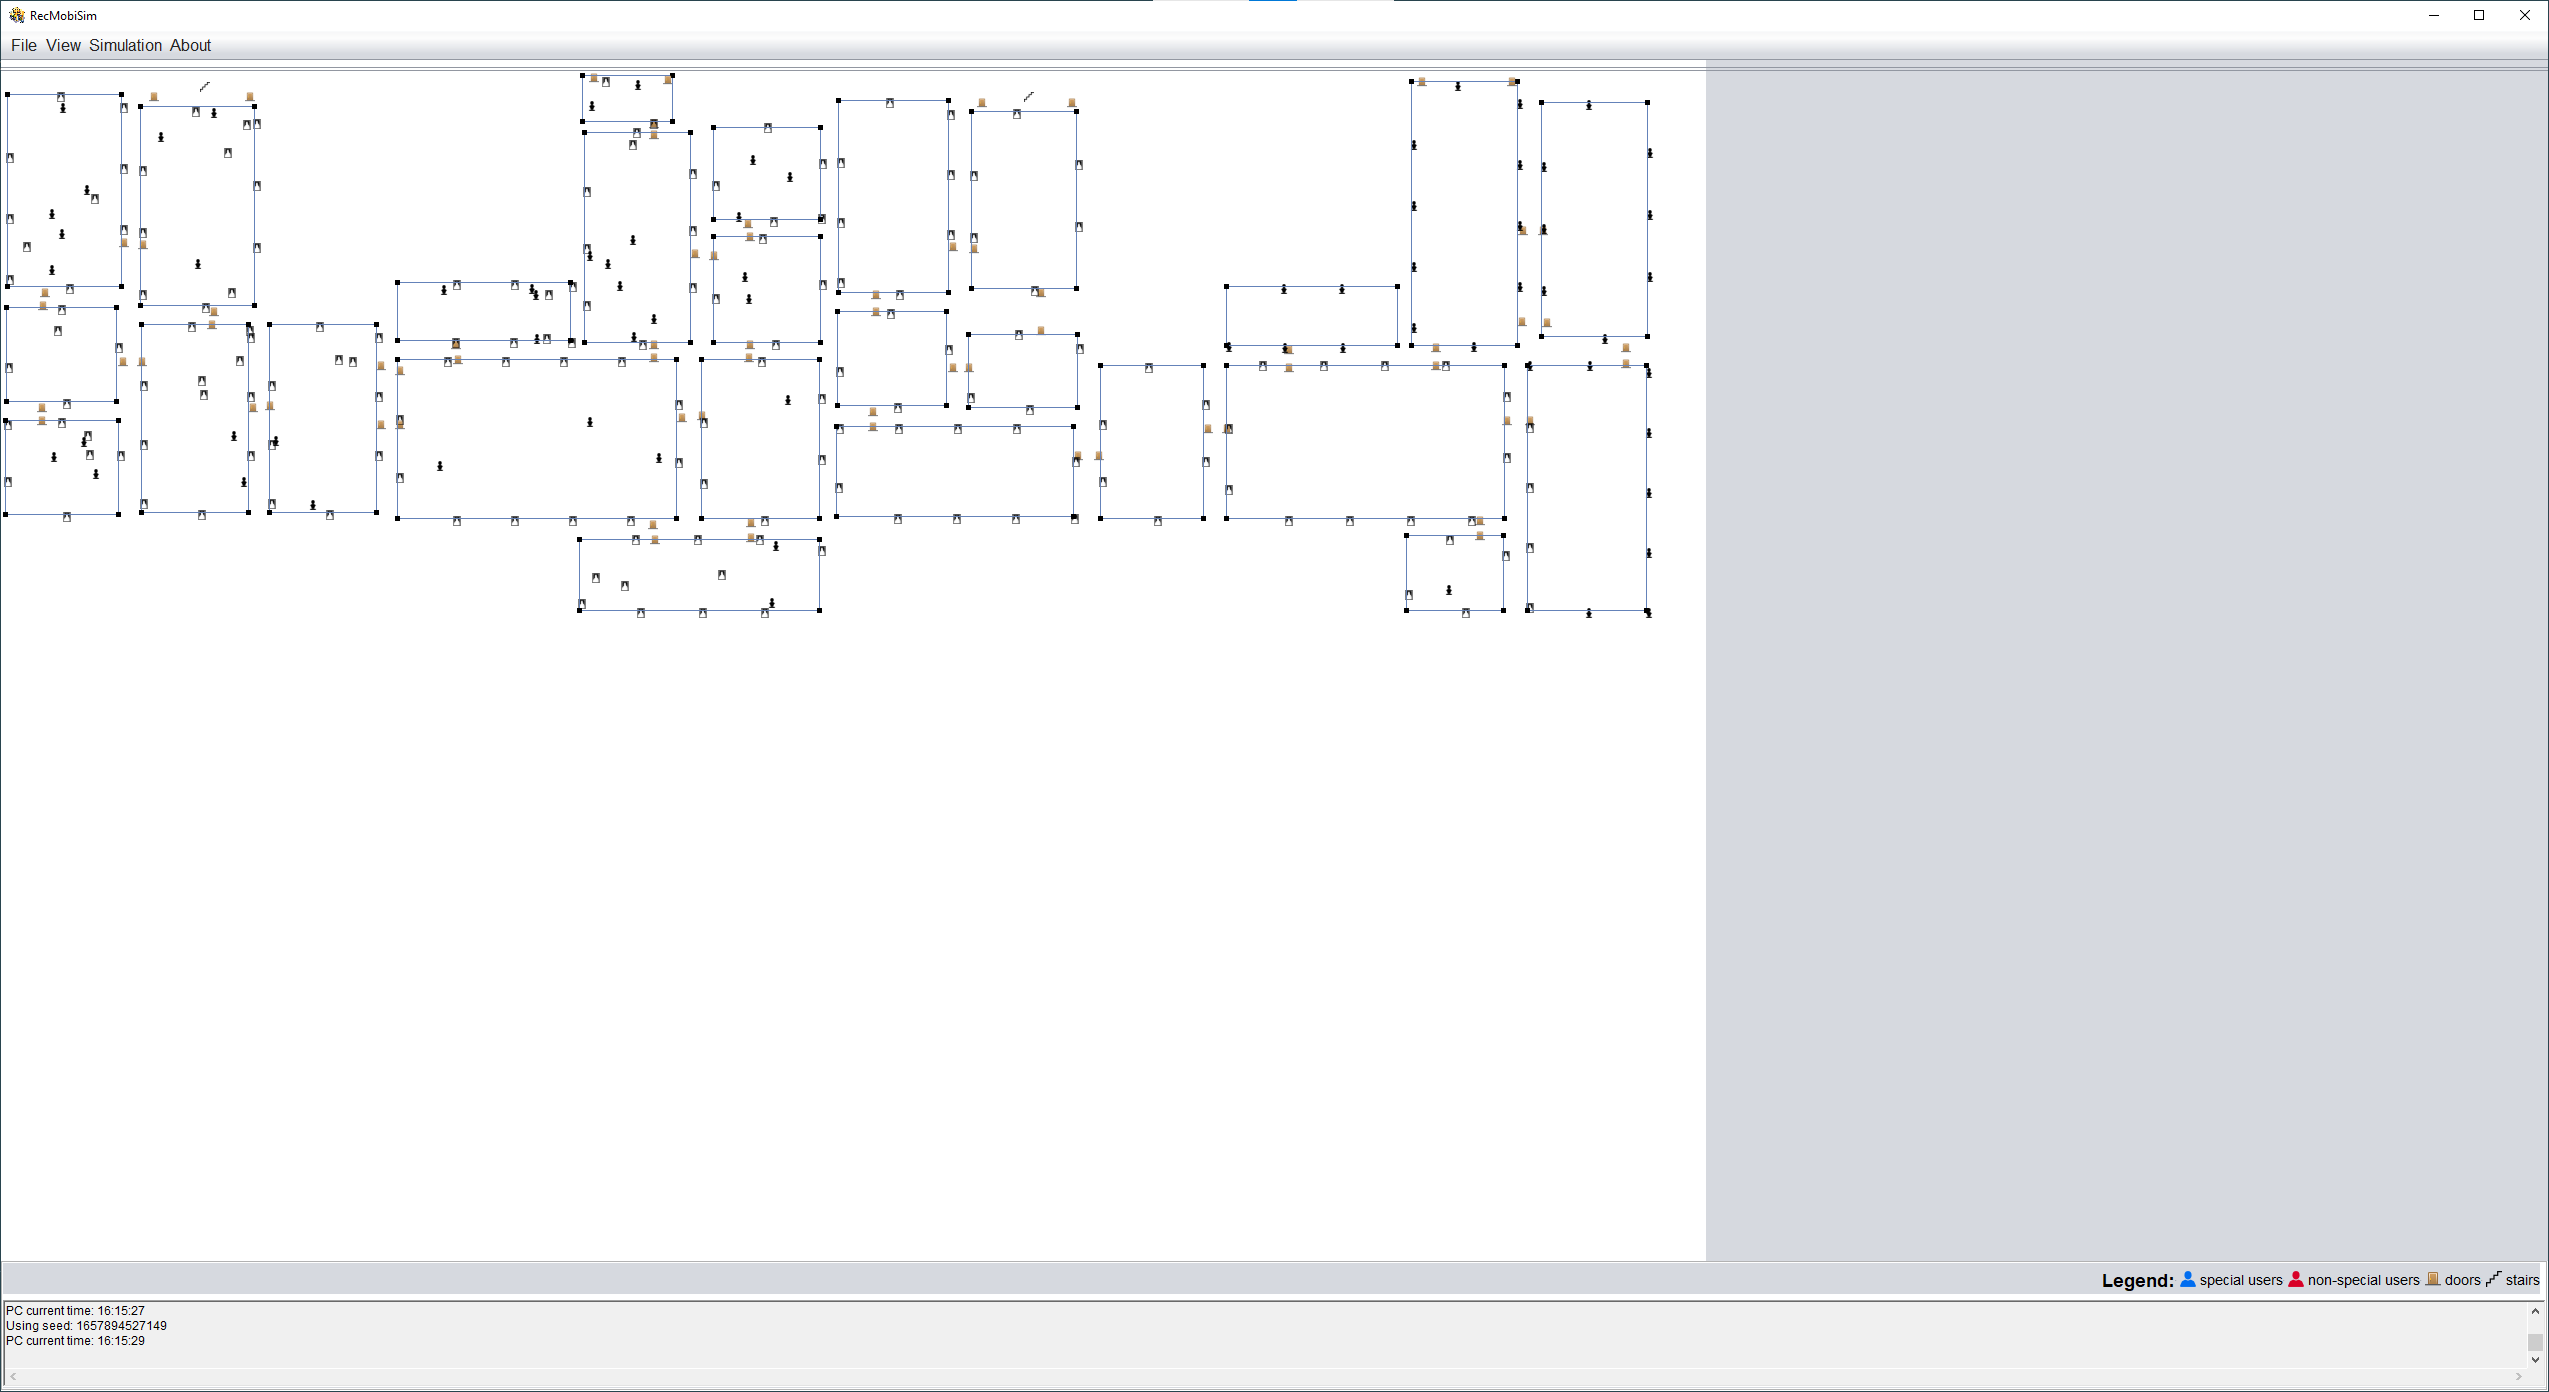 RecMobiSim
File View Simulation About
Legend: special users non-special users doors stairs
PC current time: 16:15:27
Using seed: 1657894527149
PC current time: 16:15:29